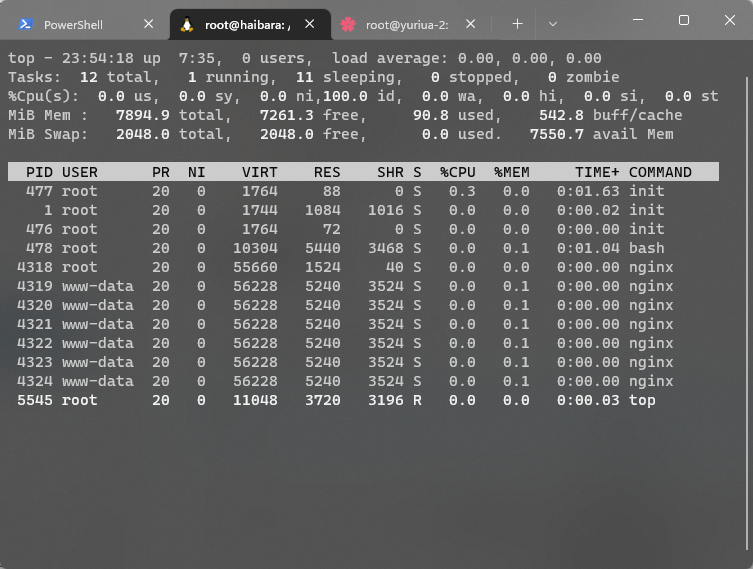 PowerShell
root@haibara: /
root@yuriua-2:
top - 23:54:18 up  7:35,  0 users,  load average: 0.00, 0.00, 0.00
Tasks:  12 total,   1 running,  11 sleeping,   0 stopped,   0 zombie
%Cpu(s):  0.0 us,  0.0 sy,  0.0 ni,100.0 id,  0.0 wa,  0.0 hi,  0.0 si,  0.0 st
MiB Mem :   7894.9 total,   7261.3 free,     90.8 used,    542.8 buff/cache
MiB Swap:   2048.0 total,   2048.0 free,      0.0 used.   7550.7 avail Mem
PID USER      PR  NI    VIRT    RES    SHR S  %CPU  %MEM     TIME+ COMMAND
477 root      20   0    1764     88      0 S   0.3   0.0   0:01.63 init
1 root      20   0    1744   1084   1016 S   0.0   0.0   0:00.02 init
476 root      20   0    1764     72      0 S   0.0   0.0   0:00.00 init
478 root      20   0   10304   5440   3468 S   0.0   0.1   0:01.04 bash
4318 root      20   0   55660   1524     40 S   0.0   0.0   0:00.00 nginx
4319 www-data  20   0   56228   5240   3524 S   0.0   0.1   0:00.00 nginx
4320 www-data  20   0   56228   5240   3524 S   0.0   0.1   0:00.00 nginx
4321 www-data  20   0   56228   5240   3524 S   0.0   0.1   0:00.00 nginx
4322 www-data  20   0   56228   5240   3524 S   0.0   0.1   0:00.00 nginx
4323 www-data  20   0   56228   5240   3524 S   0.0   0.1   0:00.00 nginx
4324 www-data  20   0   56228   5240   3524 S   0.0   0.1   0:00.00 nginx
5545 root      20   0   11048   3720   3196 R   0.0   0.0   0:00.03 top